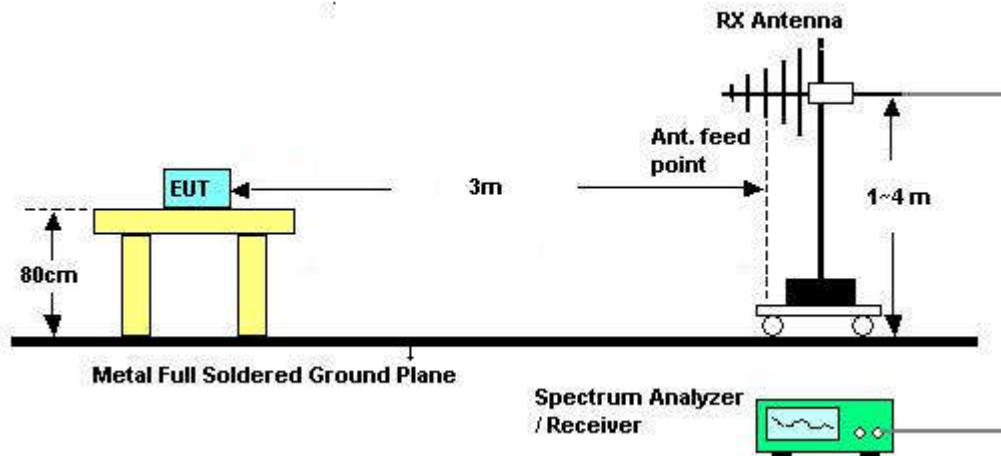 RX Antenna
Ant. feed
point
EUT
3m
1~4 m
80cm
Metal Full Soldered Ground Plane
Spectrum Analyzer
/ Receiver